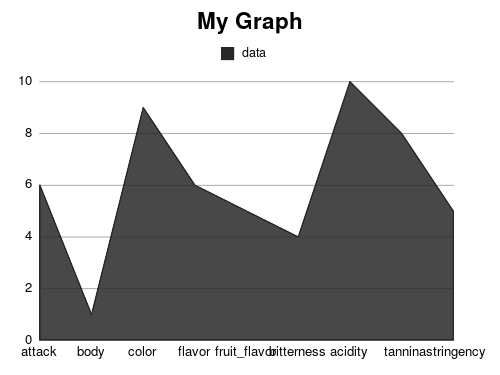 My Graph
data
10
8
6
4
2
0
attack body color flavor fruit_flavor bitterness acidity tannin astringency